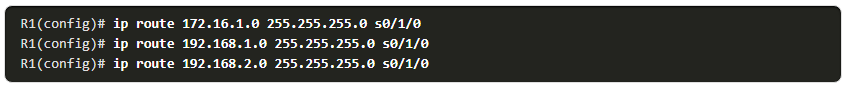 R1(config)# ip route 172.16.1.0 255.255.255.0 s0/1/0
R1(config)# ip route 192.168.1.0 255.255.255.0 s0/1/0
R1(config)# ip route 192.168.2.0 255.255.255.0 s0/1/0